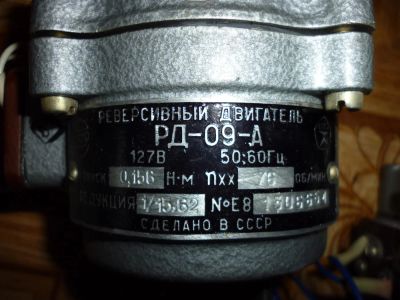 РЕВЕРСИВНЫЙ ДВИГАТЕЛЬ
РД-09-А
127В 50;60Гц
0,156 Н·м nхх 76 об/мин
РЕДУКЦИЯ 1/15,62 №Е8
СДЕЛАНО В СССР